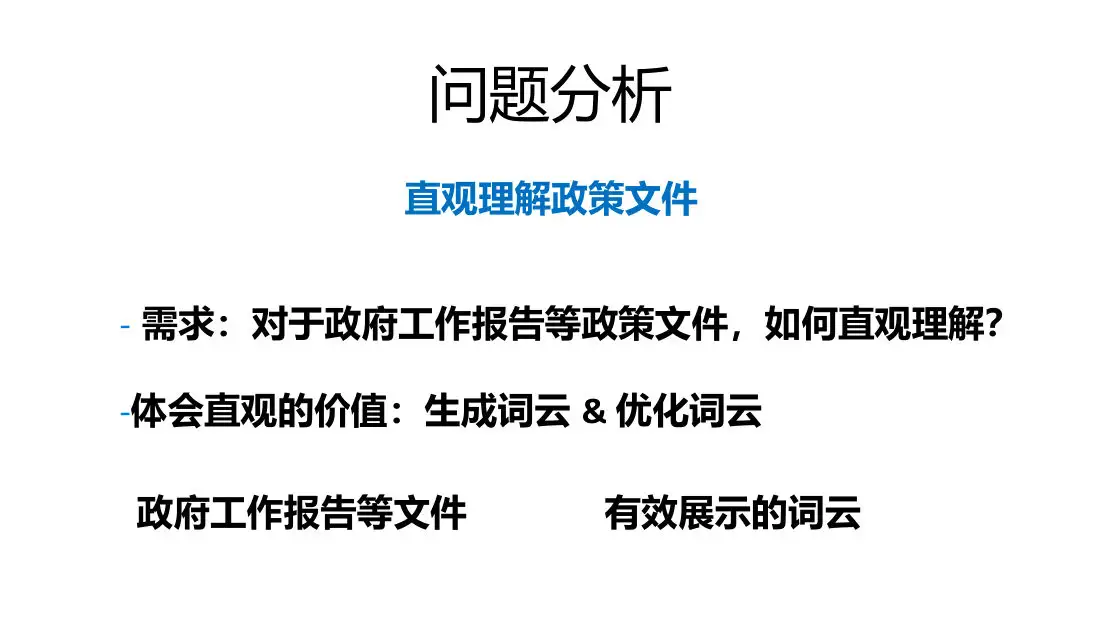 问题分析
直观理解政策文件
- 需求：对于政府工作报告等政策文件，如何直观理解？
-体会直观的价值：生成词云 & 优化词云
政府工作报告等文件 有效展示的词云